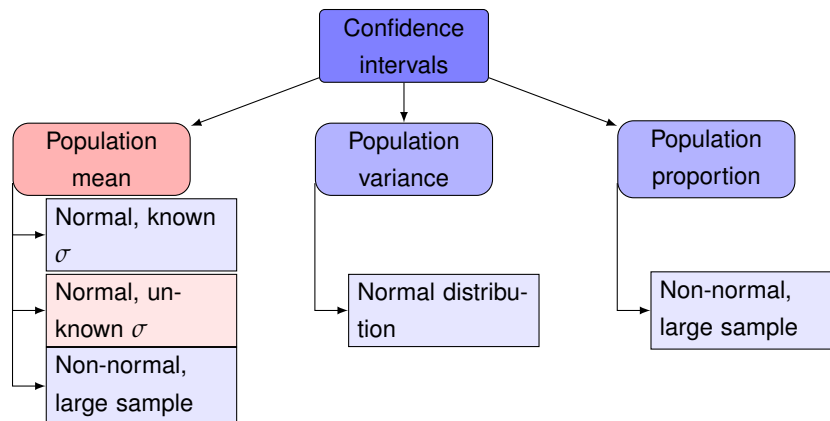 Confidence
intervals
Population
mean
Population
variance
Population
proportion
Normal, known
σ
Normal, un-
known σ
Non-normal,
large sample
Normal distribu-
tion
Non-normal,
large sample